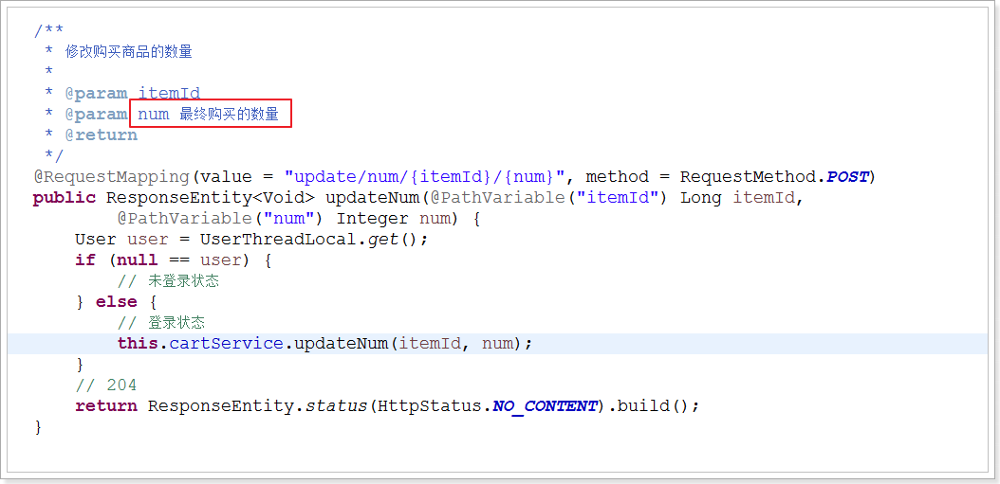 /**
 * 修改购买商品的数量
 *
 * @param itemId
 * @param num 最终购买的数量
 * @return
 */
@RequestMapping(value = "update/num/{itemId}/{num}", method = RequestMethod.POST)
public ResponseEntity<Void> updateNum(@PathVariable("itemId") Long itemId,
        @PathVariable("num") Integer num) {
    User user = UserThreadLocal.get();
    if (null == user) {
        // 未登录状态
    } else {
        // 登录状态
        this.cartService.updateNum(itemId, num);
    }
    // 204
    return ResponseEntity.status(HttpStatus.NO_CONTENT).build();
}